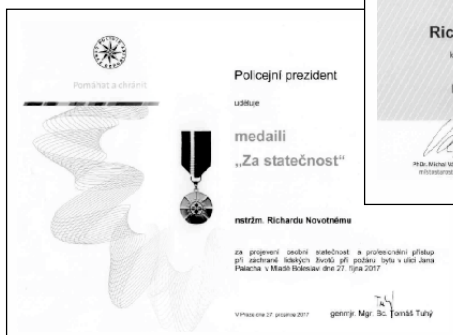 Pomáhat a chránit
Policejní prezident
uděluje
medaili
„Za statečnost“
nstržm. Richardu Novotnému
za projevení osobní statečnosti a profesionální přístup
při záchraně lidských životů při požáru bytu v ulici Jana
Palacha v Mladé Boleslavi dne 27. října 2017
V Praze dne 27. prosince 2017
genmjr. Mgr. Bc. Tomáš Tuhý
Ric
PhDr. Michal